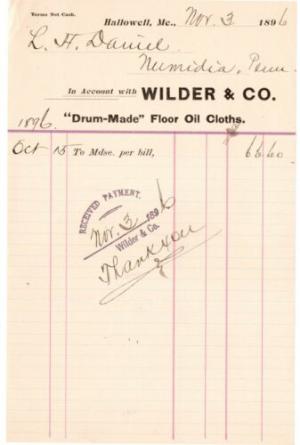 Terms Net Cash.
Hallowell, Me., Nov. 3 1896
L. H. Daniel
Numidia, Penn.
In Account with WILDER & CO.
1896. "Drum-Made" Floor Oil Cloths.
Oct 15 To Mdse. per bill, 66.60
RECEIVED PAYMENT,
Nov. 3 1896
Wilder & Co.
Thank you